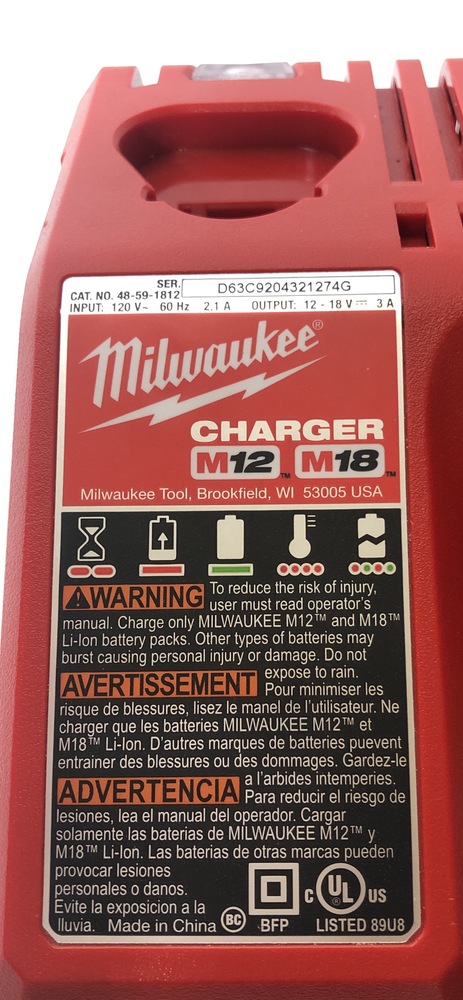 SER. D63C9204321274G
CAT. NO. 48-59-1812
INPUT: 120 V~ 60 Hz 2,1 A OUTPUT: 12 - 18 V⎓ 3 A
Milwaukee®
CHARGER
M12™ M18™
Milwaukee Tool, Brookfield, WI 53005 USA
WARNING To reduce the risk of injury,
user must read operator's
manual. Charge only MILWAUKEE M12™ and M18™
Li-Ion battery packs. Other types of batteries may
burst causing personal injury or damage. Do not
expose to rain.
AVERTISSEMENT Pour minimiser les
risque de blessures, lisez le manel de l'utilisateur. Ne
charger que les batteries MILWAUKEE M12™ et
M18™ Li-Ion. D'autres marques de batteries puevent
entrainer des blessures ou des dommages. Gardez-le
a l'arbides intemperies.
ADVERTENCIA Para reducir el riesgo de
lesiones, lea el manual del operador. Cargar
solamente las baterias de MILWAUKEE M12™ y
M18™ Li-Ion. Las baterias de otras marcas pueden
provocar lesiones
personales o danos.
Evite la exposicion a la
lluvia. Made in China
BC
BFP
C UL US
LISTED 89U8